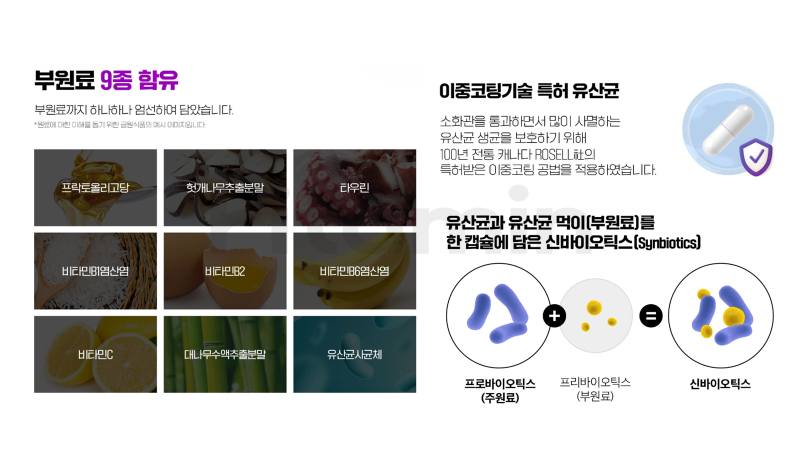 부원료 9종 함유
부원료까지 하나하나 엄선하여 담았습니다.
*원료에 대한 이해를 돕기 위한 급원식품의 예시 이미지입니다.
프락토올리고당
헛개나무추출분말
타우린
비타민B1염산염
비타민B2
비타민B6염산염
비타민C
대나무수액추출분말
유산균사균체
이중코팅기술 특허 유산균
소화관을 통과하면서 많이 사멸하는
유산균 생균을 보호하기 위해
100년 전통 캐나다 ROSELL社의
특허받은 이중코팅 공법을 적용하였습니다.
유산균과 유산균 먹이(부원료)를
한 캡슐에 담은 신바이오틱스(Synbiotics)
+
=
프로바이오틱스
(주원료)
프리바이오틱스
(부원료)
신바이오틱스